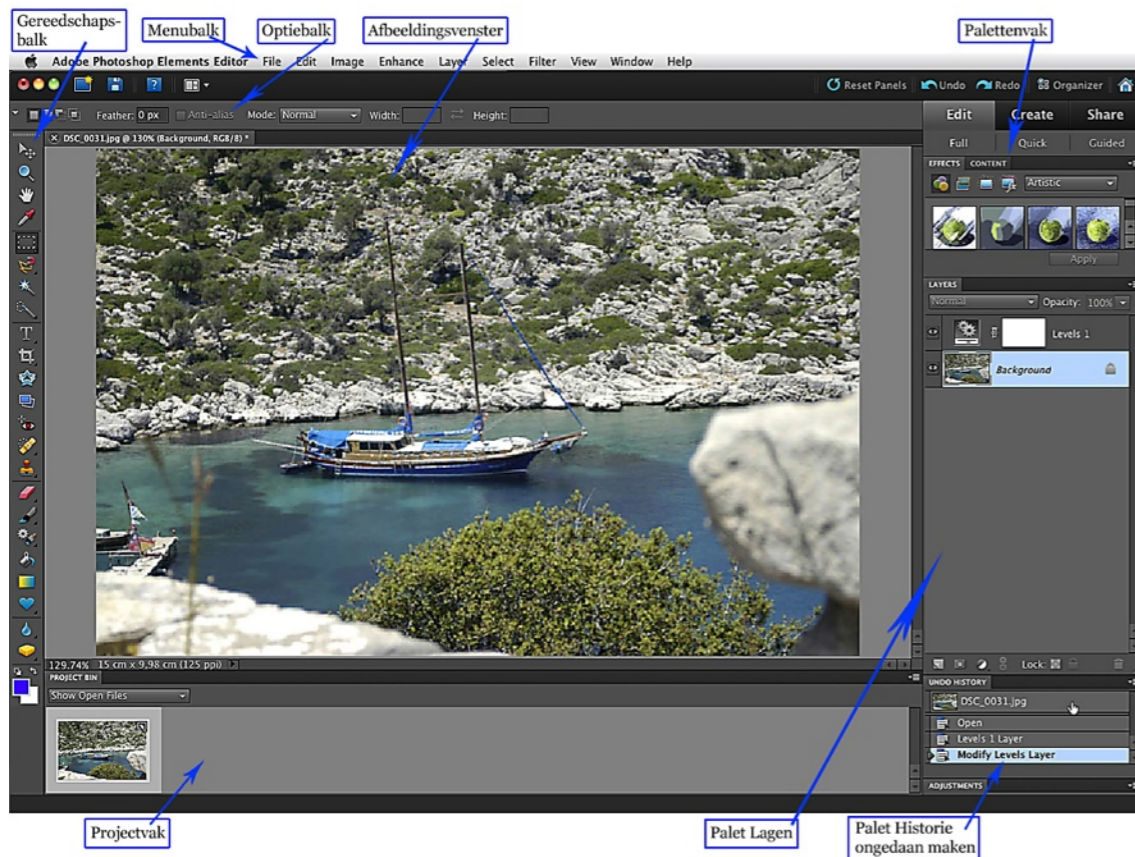 Gereedschaps-
balk
Menubalk
Optiebalk
Afbeeldingsvenster
Palettenvak
Adobe Photoshop Elements Editor File Edit Image Enhance Layer Select Filter View Window Help
Reset Panels Undo Redo Organizer
Feather: 0 px Anti-alias Mode: Normal Width: Height:
Edit Create Share
DSC_0031.jpg @ 130% (Background, RGB/8) *
Full Quick Guided
EFFECTS CONTENT
Artistic
Apply
LAYERS
Normal Opacity: 100%
Levels 1
Background
129.74% 15 cm x 9,98 cm (125 ppi)
Lock:
PROJECT BIN
Show Open Files
UNDO HISTORY
DSC_0031.jpg
Open
Levels 1 Layer
Modify Levels Layer
ADJUSTMENTS
Projectvak
Palet Lagen
Palet Historie
ongedaan maken